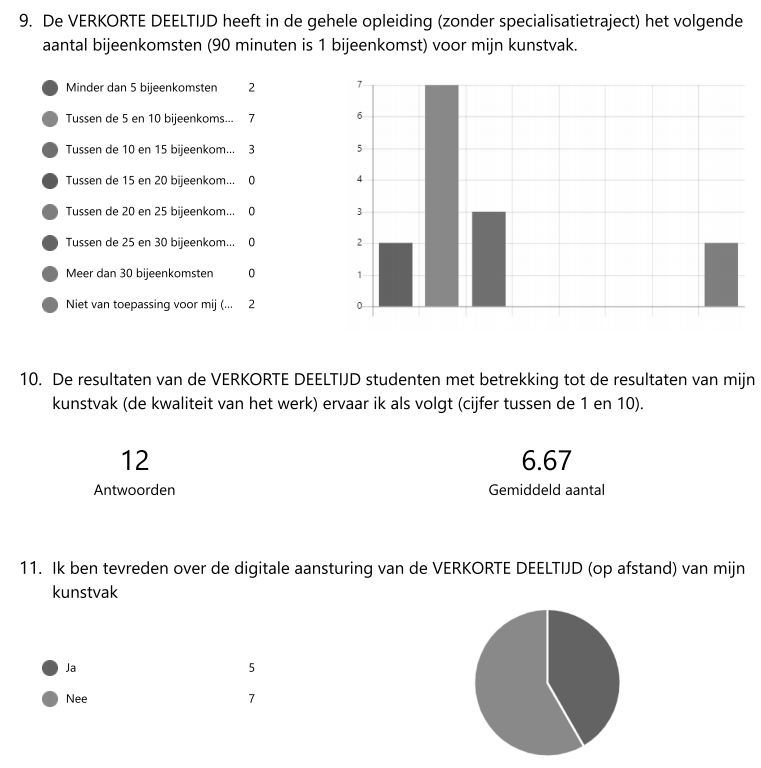 9. De VERKORTE DEELTIJD heeft in de gehele opleiding (zonder specialisatietraject) het volgende
aantal bijeenkomsten (90 minuten is 1 bijeenkomst) voor mijn kunstvak.
Minder dan 5 bijeenkomsten 2
Tussen de 5 en 10 bijeenkoms... 7
Tussen de 10 en 15 bijeenkom... 3
Tussen de 15 en 20 bijeenkom... 0
Tussen de 20 en 25 bijeenkom... 0
Tussen de 25 en 30 bijeenkom... 0
Meer dan 30 bijeenkomsten 0
Niet van toepassing voor mij (... 2
7
6
5
4
3
2
1
0
10. De resultaten van de VERKORTE DEELTIJD studenten met betrekking tot de resultaten van mijn
kunstvak (de kwaliteit van het werk) ervaar ik als volgt (cijfer tussen de 1 en 10).
12
Antwoorden
6.67
Gemiddeld aantal
11. Ik ben tevreden over de digitale aansturing van de VERKORTE DEELTIJD (op afstand) van mijn
kunstvak
Ja 5
Nee 7